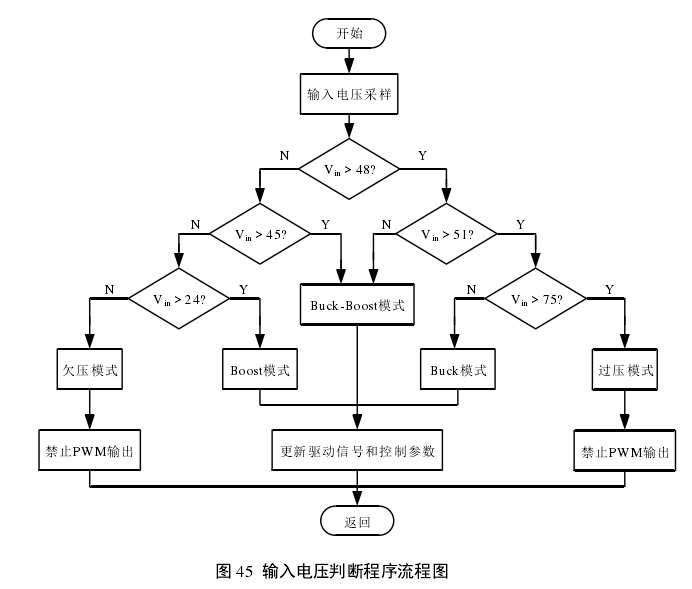 开始
输入电压采样
N
Y
Vin > 48?
N
Y
N
Y
Vin > 45?
Vin > 51?
N
Y
N
Y
Vin > 24?
Buck-Boost模式
Vin > 75?
欠压模式
Boost模式
Buck模式
过压模式
禁止PWM输出
更新驱动信号和控制参数
禁止PWM输出
返回
图 45 输入电压判断程序流程图